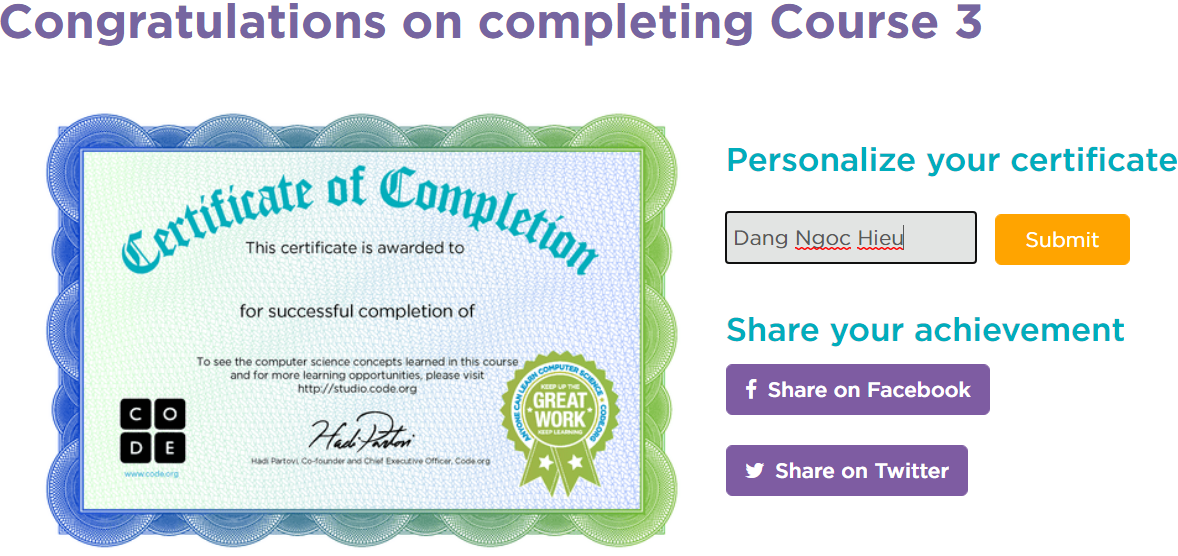 Congratulations on completing Course 3
Certificate of Completion
This certificate is awarded to
for successful completion of
To see the computer science concepts learned in this course
and for more learning opportunities, please visit
http://studio.code.org
C O
D E
www.code.org
Hadi Partovi
Hadi Partovi, Co-founder and Chief Executive Officer, Code.org
ANYONE CAN LEARN COMPUTER SCIENCE • CODE.ORG
KEEP UP THE
GREAT
WORK
KEEP LEARNING
Personalize your certificate
Dang Ngoc Hieu
Submit
Share your achievement
Share on Facebook
Share on Twitter